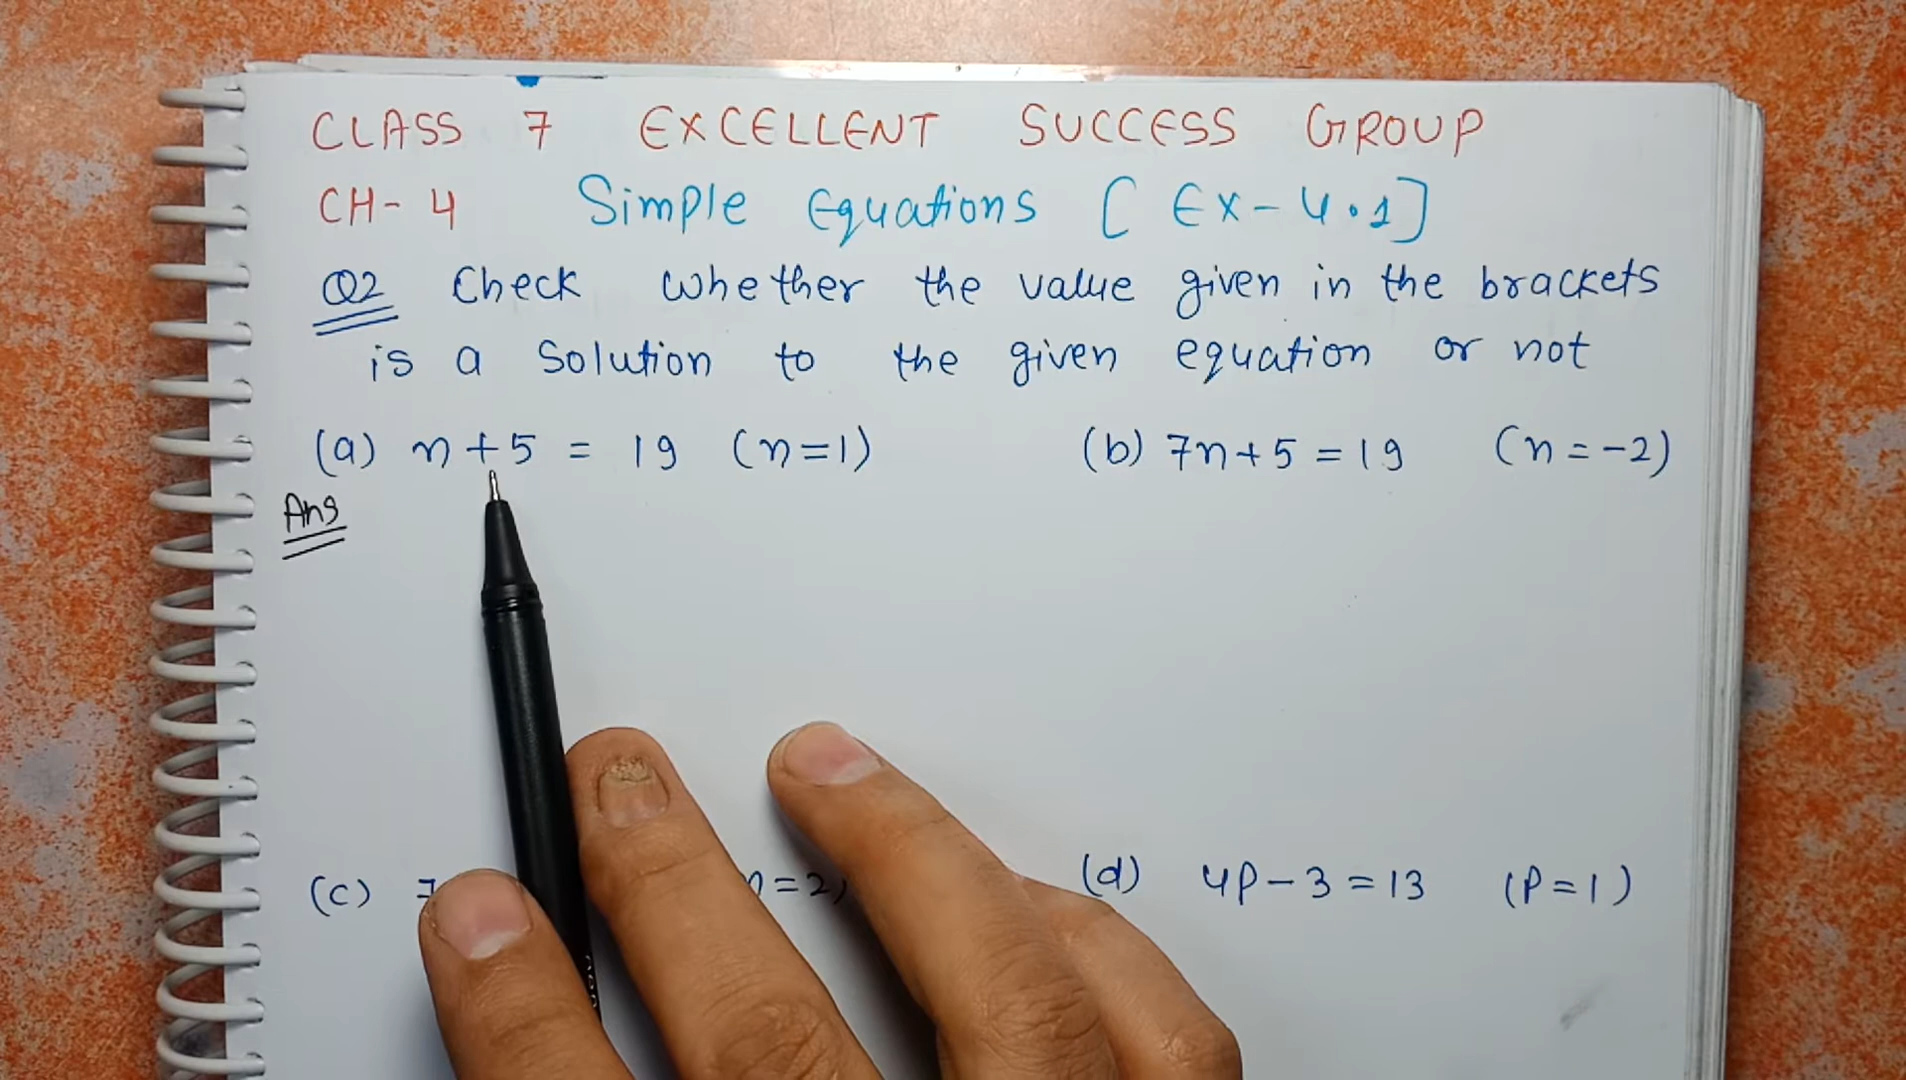 CLASS 7 EXCELLENT SUCCESS GROUP
CH-4 Simple Equations [Ex-4.1]
Q2 Check whether the value given in the brackets
is a solution to the given equation or not
(a) n+5 = 19 (n=1) (b) 7n+5=19 (n=-2)
Ans
(c) 7 n=2) (d) 4p-3=13 (P=1)